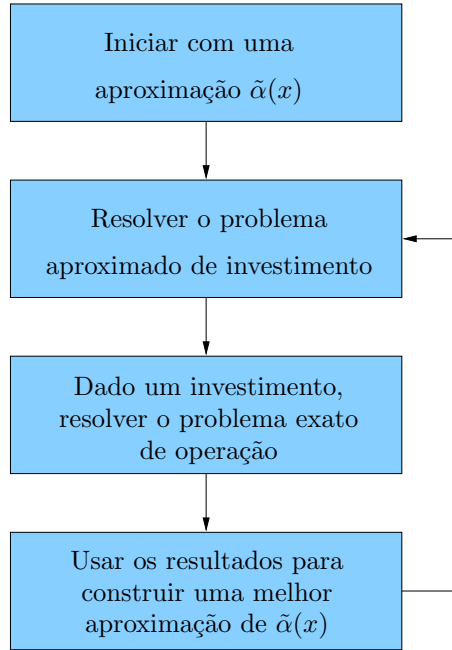 Iniciar com uma
aproximação α̃(x)
Resolver o problema
aproximado de investimento
Dado um investimento,
resolver o problema exato
de operação
Usar os resultados para
construir uma melhor
aproximação de α̃(x)